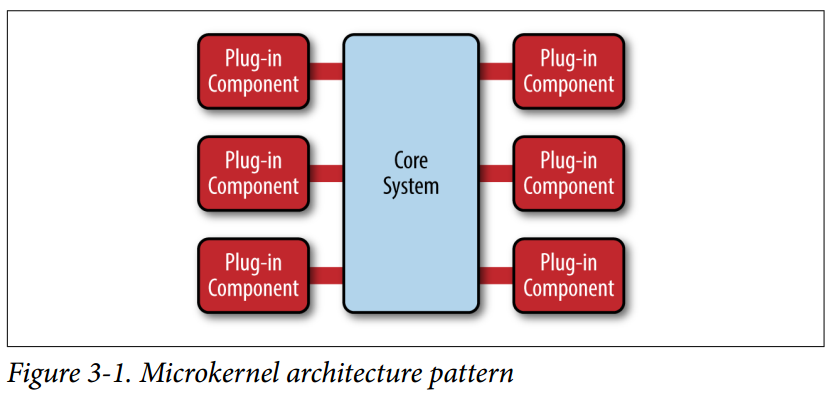 Plug-in
Component
Plug-in
Component
Plug-in
Component
Core
System
Plug-in
Component
Plug-in
Component
Plug-in
Component
Figure 3-1. Microkernel architecture pattern